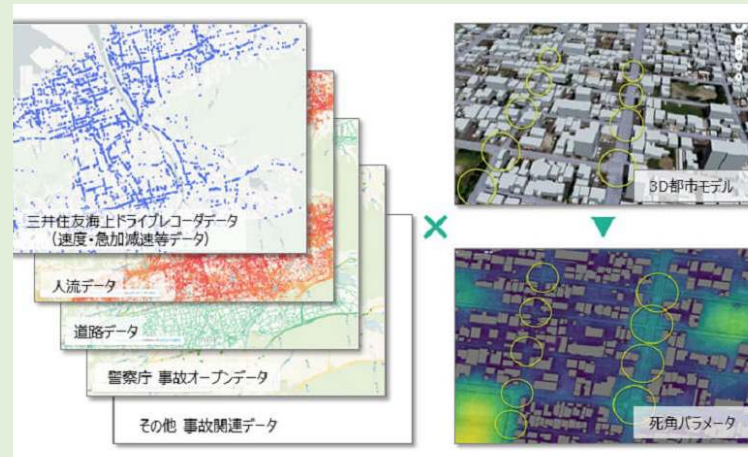 三井住友海上ドライブレコーダデータ
（速度・急加減速等データ）
人流データ
道路データ
警察庁 事故オープンデータ
その他 事故関連データ
×
3D都市モデル
死角パラメータ